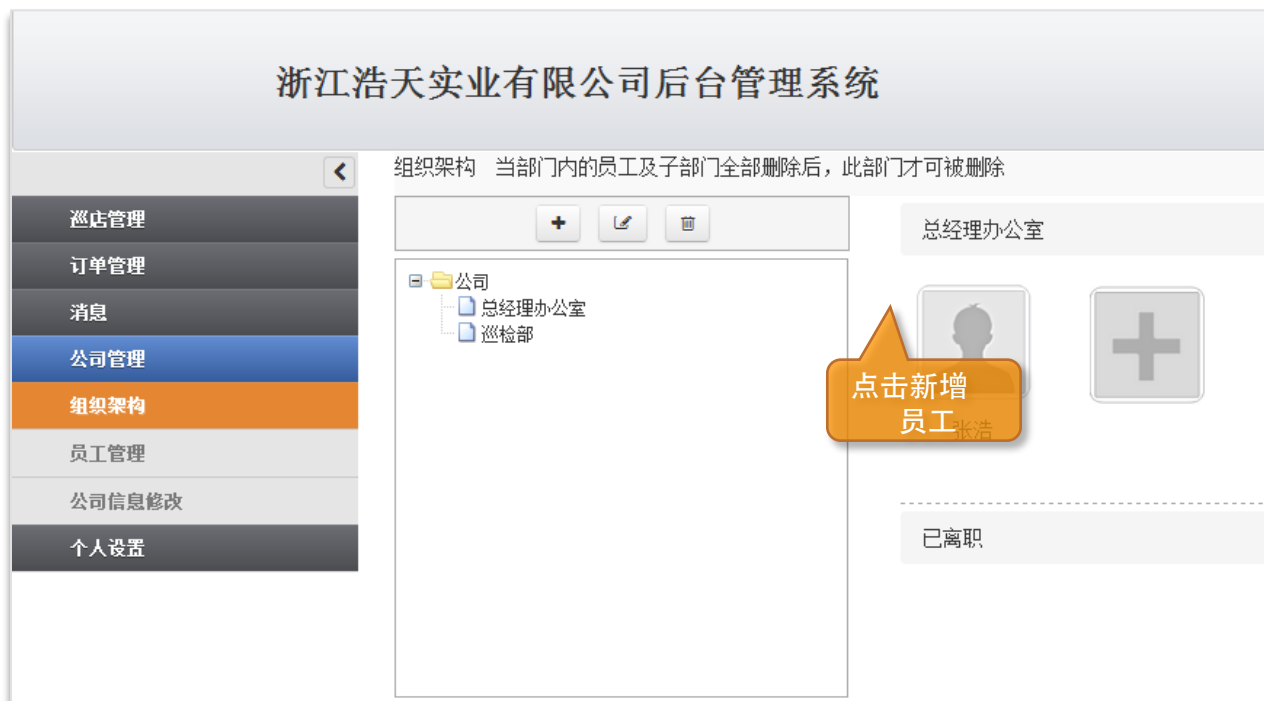 浙江浩天实业有限公司后台管理系统
组织架构 当部门内的员工及子部门全部删除后，此部门才可被删除
巡店管理
订单管理
消息
公司管理
组织架构
员工管理
公司信息修改
个人设置
公司
总经理办公室
巡检部
总经理办公室
点击新增
员工
张浩
已离职